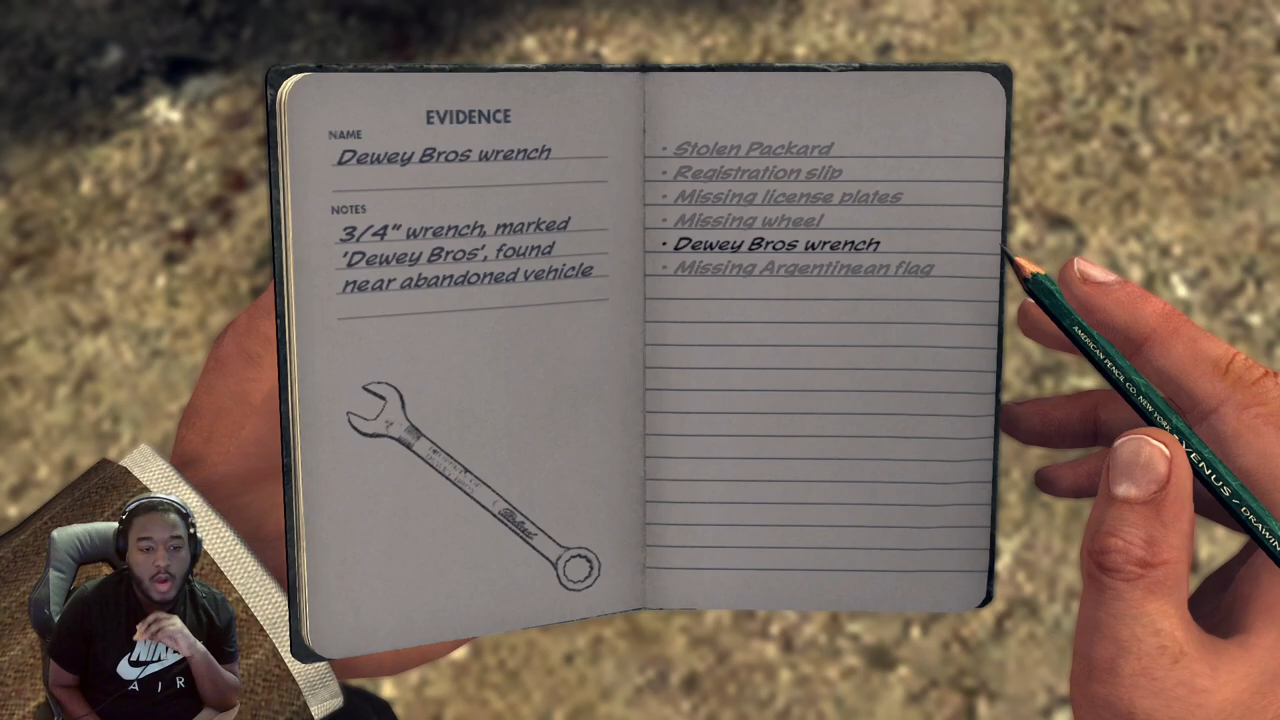 EVIDENCE
NAME
Dewey Bros wrench
NOTES
3/4" wrench, marked
'Dewey Bros', found
near abandoned vehicle
• Stolen Packard
• Registration slip
• Missing license plates
• Missing wheel
• Dewey Bros wrench
• Missing Argentinean flag
AMERICAN PENCIL CO. NEW YORK
VENUS / DRAWIN
NIKE
AIR